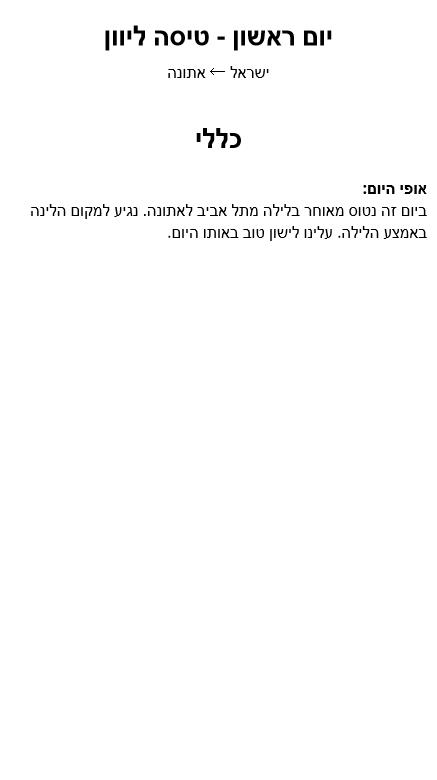 יום ראשון - טיסה ליוון
ישראל ← אתונה
כללי
אופי היום:
ביום זה נטוס מאוחר בלילה מתל אביב לאתונה. נגיע למקום הלינה
באמצע הלילה. עלינו לישון טוב באותו היום.